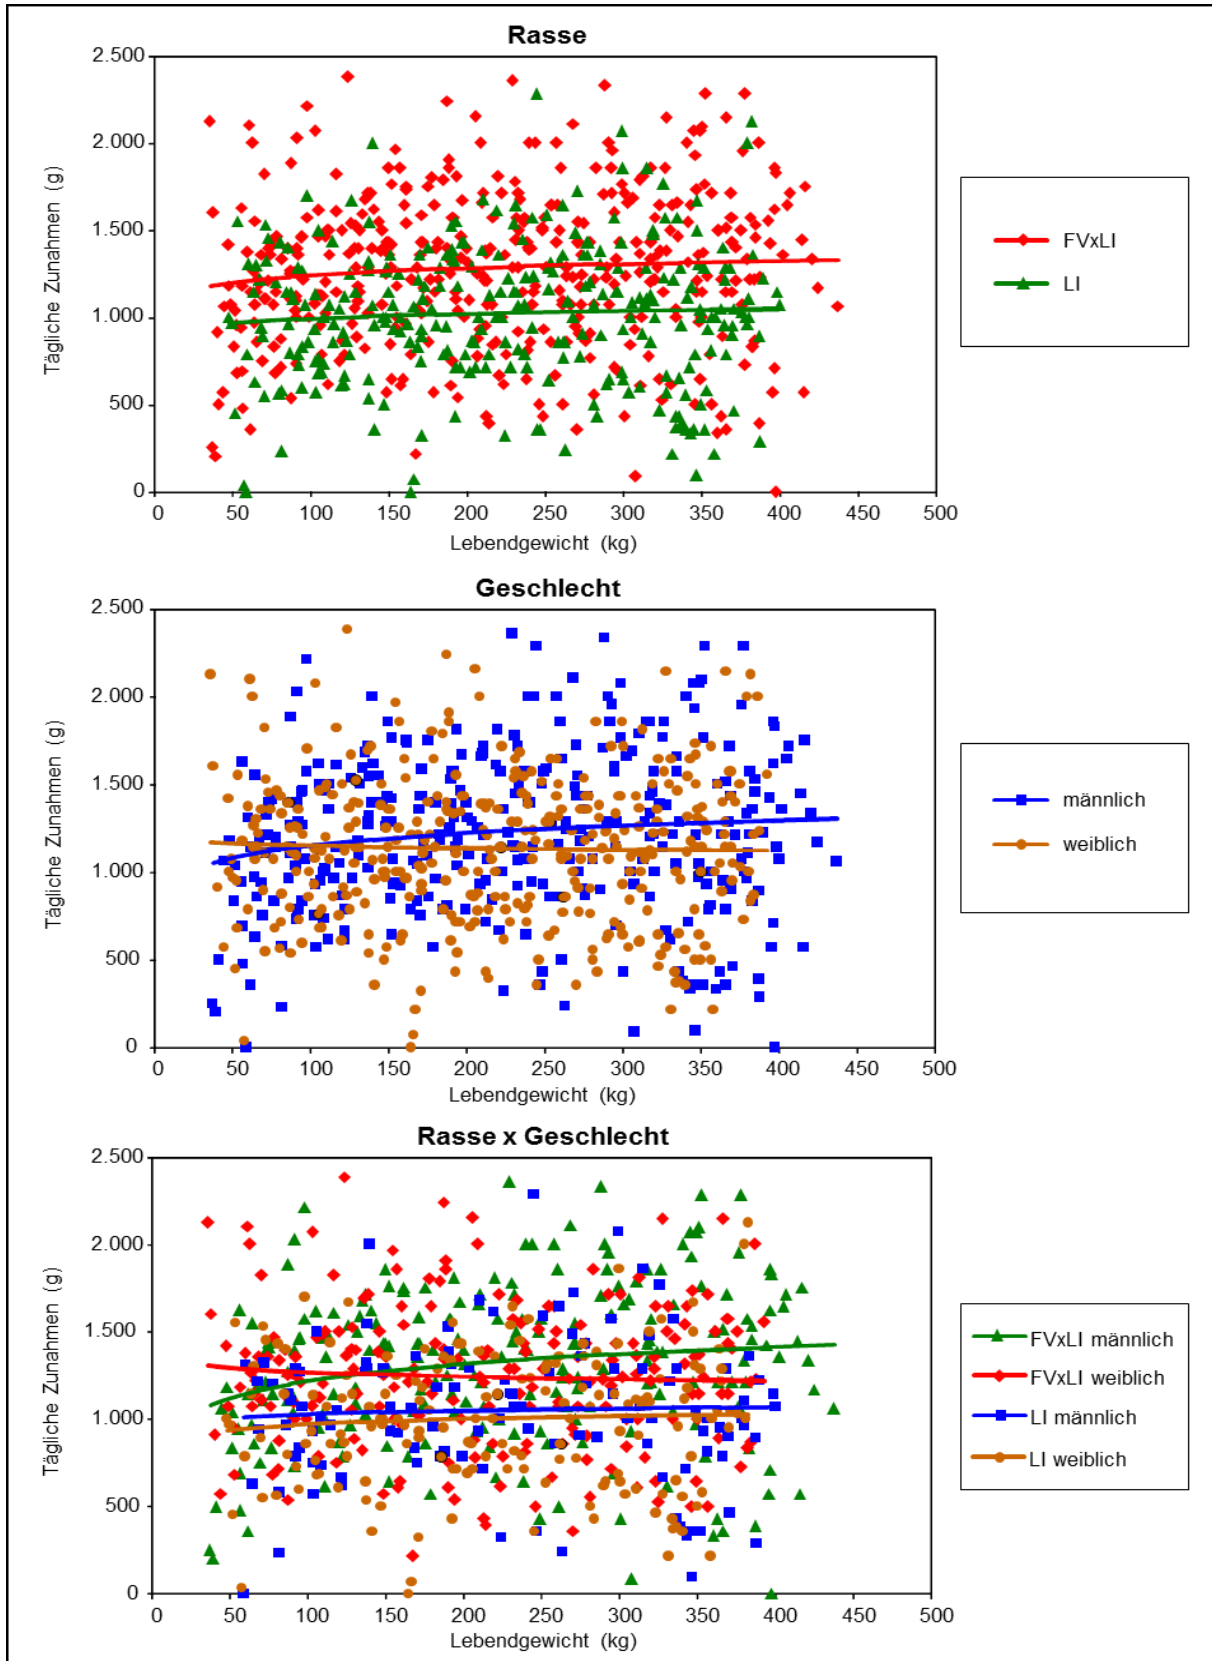 Rasse
2.500
2.000
1.500
1.000
500
0
Tägliche Zunahmen (g)
0 50 100 150 200 250 300 350 400 450 500
Lebendgewicht (kg)
FVxLI
LI
Geschlecht
2.500
2.000
1.500
1.000
500
0
Tägliche Zunahmen (g)
0 50 100 150 200 250 300 350 400 450 500
Lebendgewicht (kg)
männlich
weiblich
Rasse x Geschlecht
2.500
2.000
1.500
1.000
500
0
Tägliche Zunahmen (g)
0 50 100 150 200 250 300 350 400 450 500
Lebendgewicht (kg)
FVxLI männlich
FVxLI weiblich
LI männlich
LI weiblich